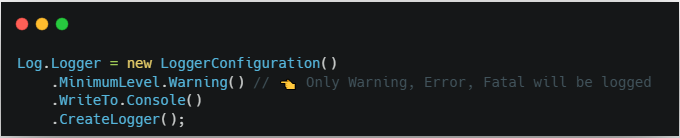 Log.Logger = new LoggerConfiguration()
    .MinimumLevel.Warning() // 👈 Only Warning, Error, Fatal will be logged
    .WriteTo.Console()
    .CreateLogger();